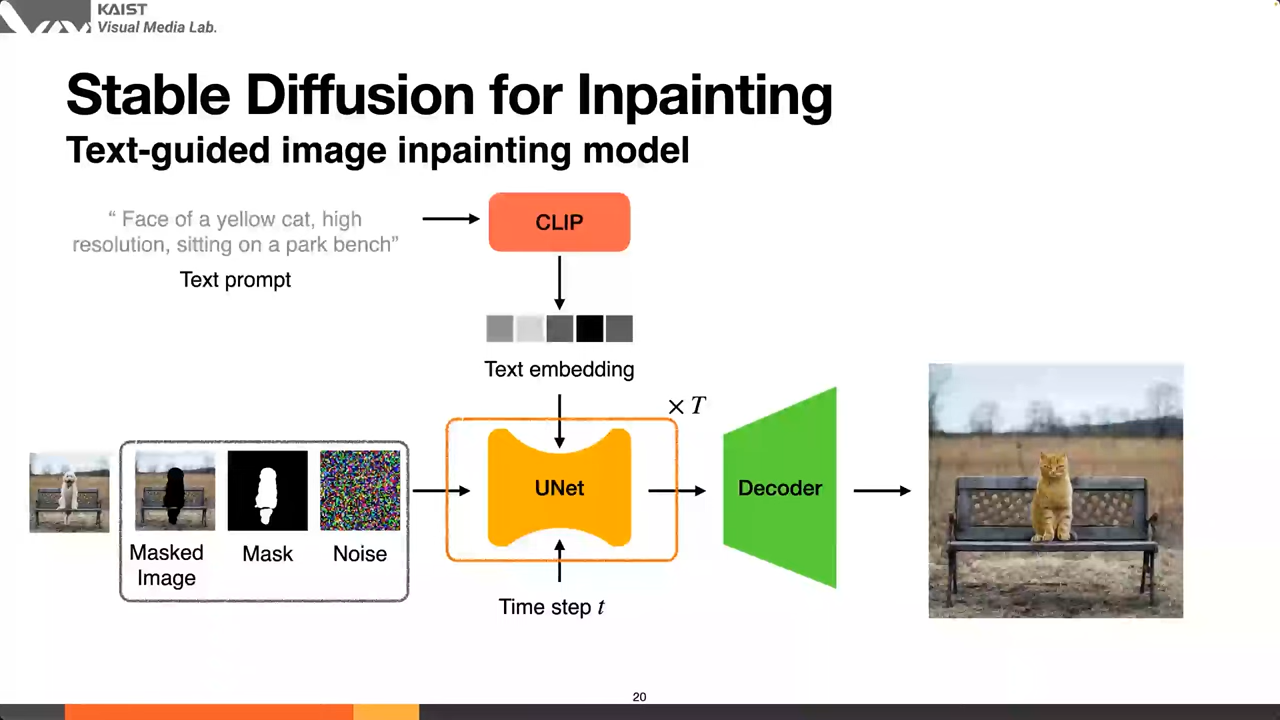 KAIST
Visual Media Lab.
Stable Diffusion for Inpainting
Text-guided image inpainting model
“ Face of a yellow cat, high
resolution, sitting on a park bench”
Text prompt
CLIP
Text embedding
× T
UNet
Decoder
Masked
Image
Mask
Noise
Time step t
20